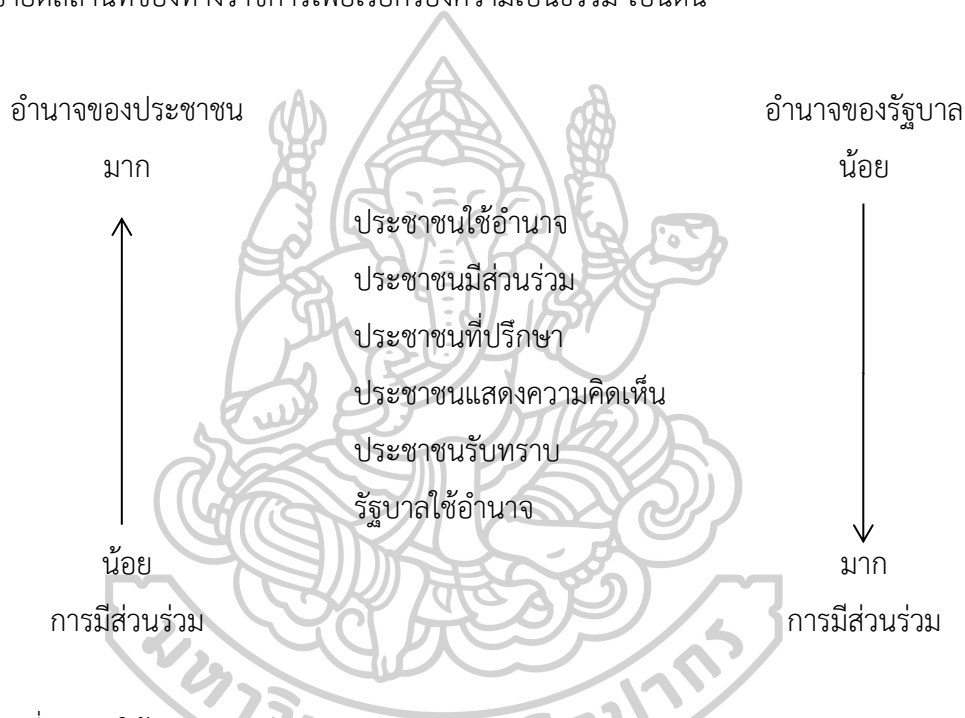 อำนาจของประชาชน
อำนาจของรัฐบาล
มาก
น้อย
ประชาชนใช้อำนาจ
ประชาชนมีส่วนร่วม
ประชาชนที่ปรึกษา
ประชาชนแสดงความคิดเห็น
ประชาชนรับทราบ
รัฐบาลใช้อำนาจ
น้อย
มาก
การมีส่วนร่วม
การมีส่วนร่วม